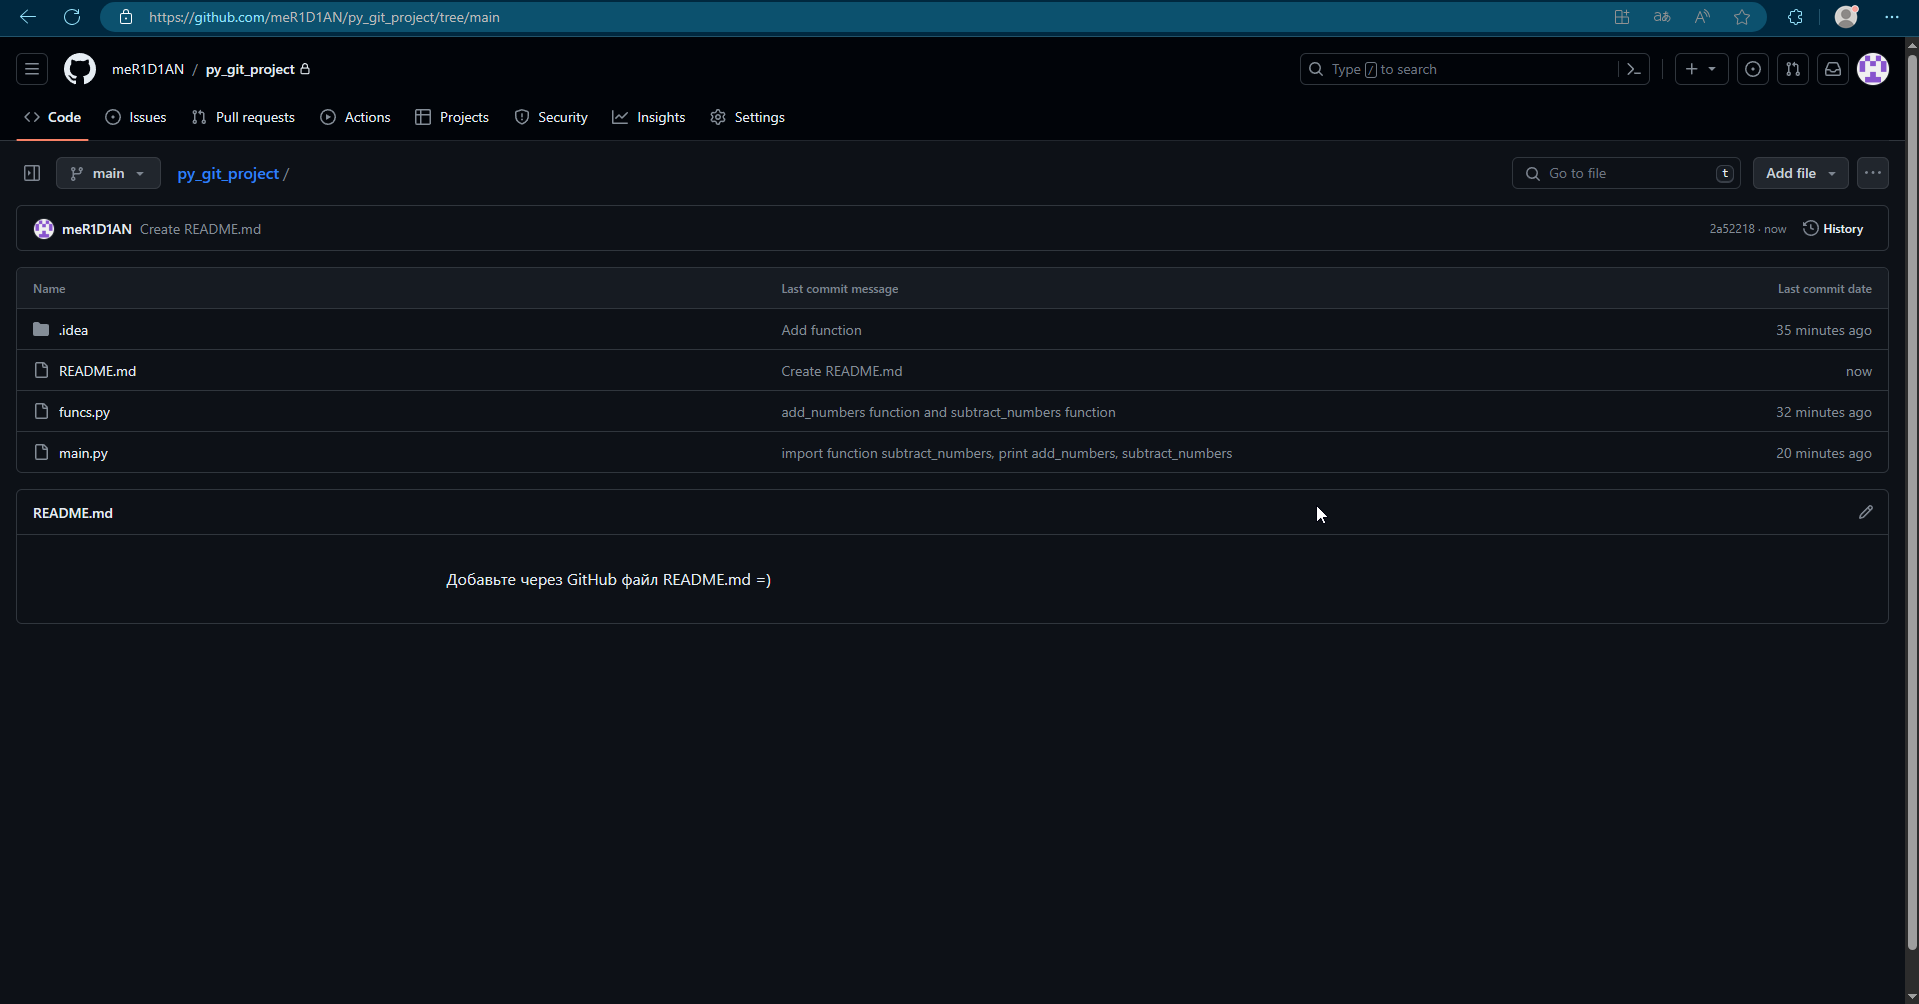 https://github.com/meR1D1AN/py_git_project/tree/main
meR1D1AN / py_git_project
Type / to search
Code Issues Pull requests Actions Projects Security Insights Settings
main py_git_project / Go to file t Add file
meR1D1AN Create README.md 2a52218 · now History
Name Last commit message Last commit date
.idea Add function 35 minutes ago
README.md Create README.md now
funcs.py add_numbers function and subtract_numbers function 32 minutes ago
main.py import function subtract_numbers, print add_numbers, subtract_numbers 20 minutes ago
README.md
Добавьте через GitHub файл README.md =)